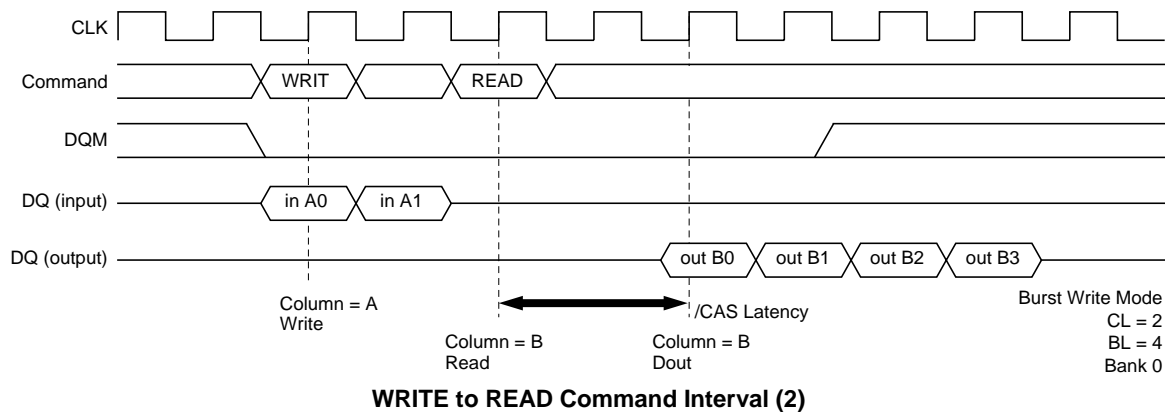 CLK
Command
WRIT
READ
DQM
DQ (input)
in A0
in A1
DQ (output)
out B0
out B1
out B2
out B3
Column = A
Write
/CAS Latency
Column = B
Read
Column = B
Dout
Burst Write Mode
CL = 2
BL = 4
Bank 0
WRITE to READ Command Interval (2)